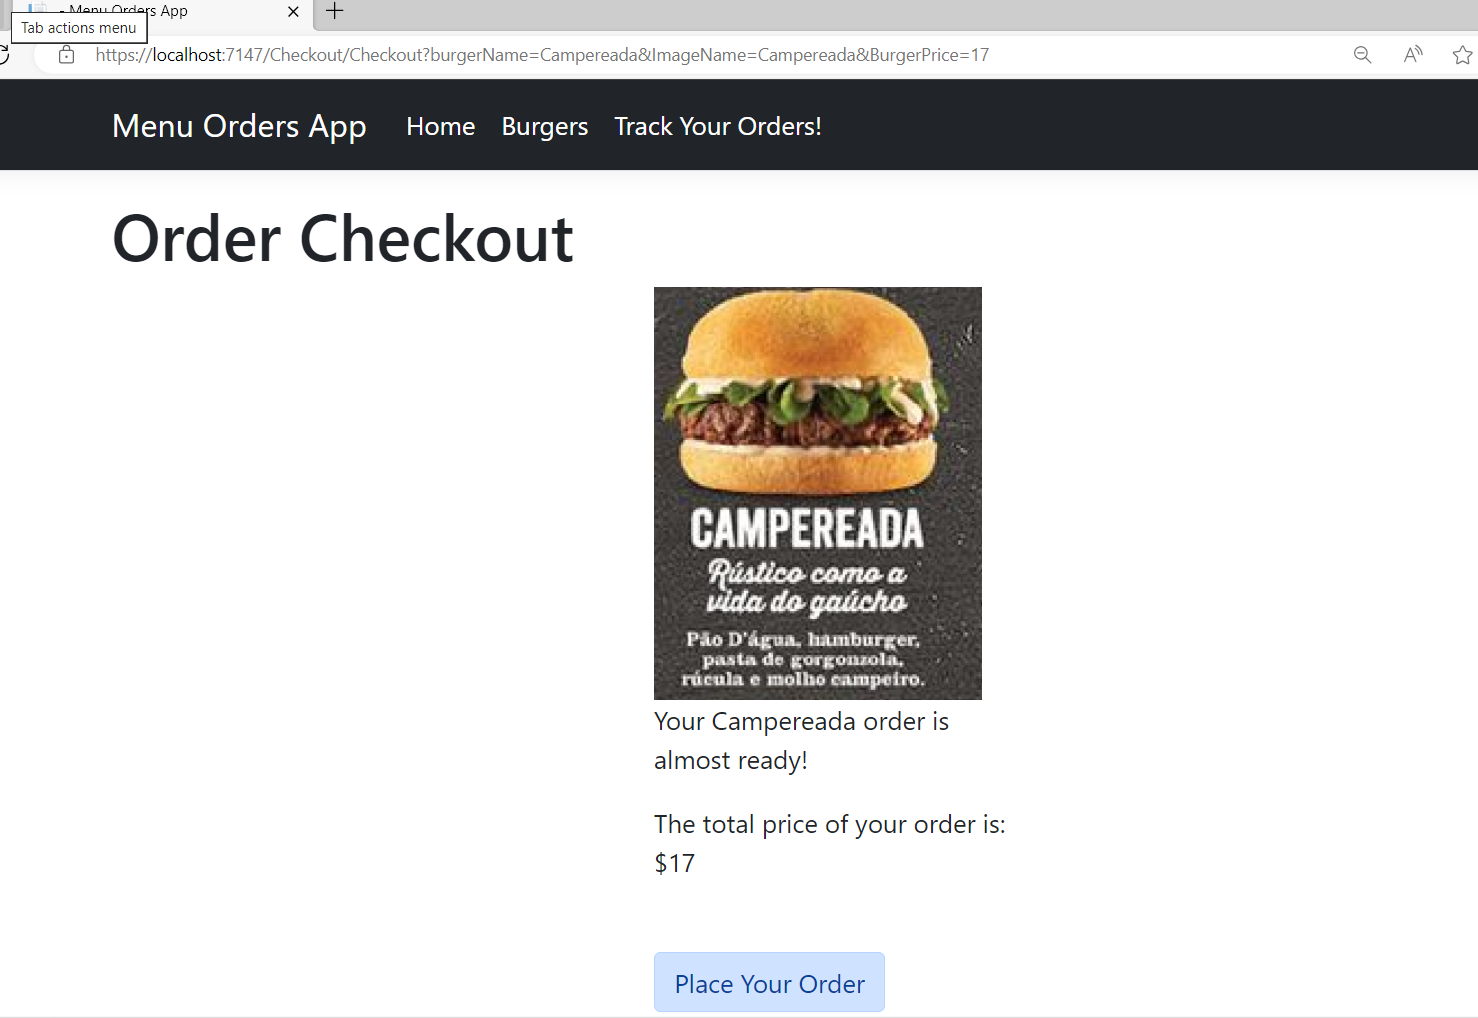 - Menu Orders App
Tab actions menu
https://localhost:7147/Checkout/Checkout?burgerName=Campereada&ImageName=Campereada&BurgerPrice=17
Menu Orders App Home Burgers Track Your Orders!
Order Checkout
CAMPEREADA
Rústico como a
vida do gaúcho
Pão D'água, hamburger,
pasta de gorgonzola,
rúcula e molho campeiro.
Your Campereada order is
almost ready!
The total price of your order is:
$17
Place Your Order